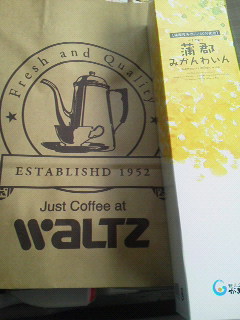 Fresh and Quality
ESTABLISHD 1952
Just Coffee at
WALTZ
蒲郡
みかんわいん